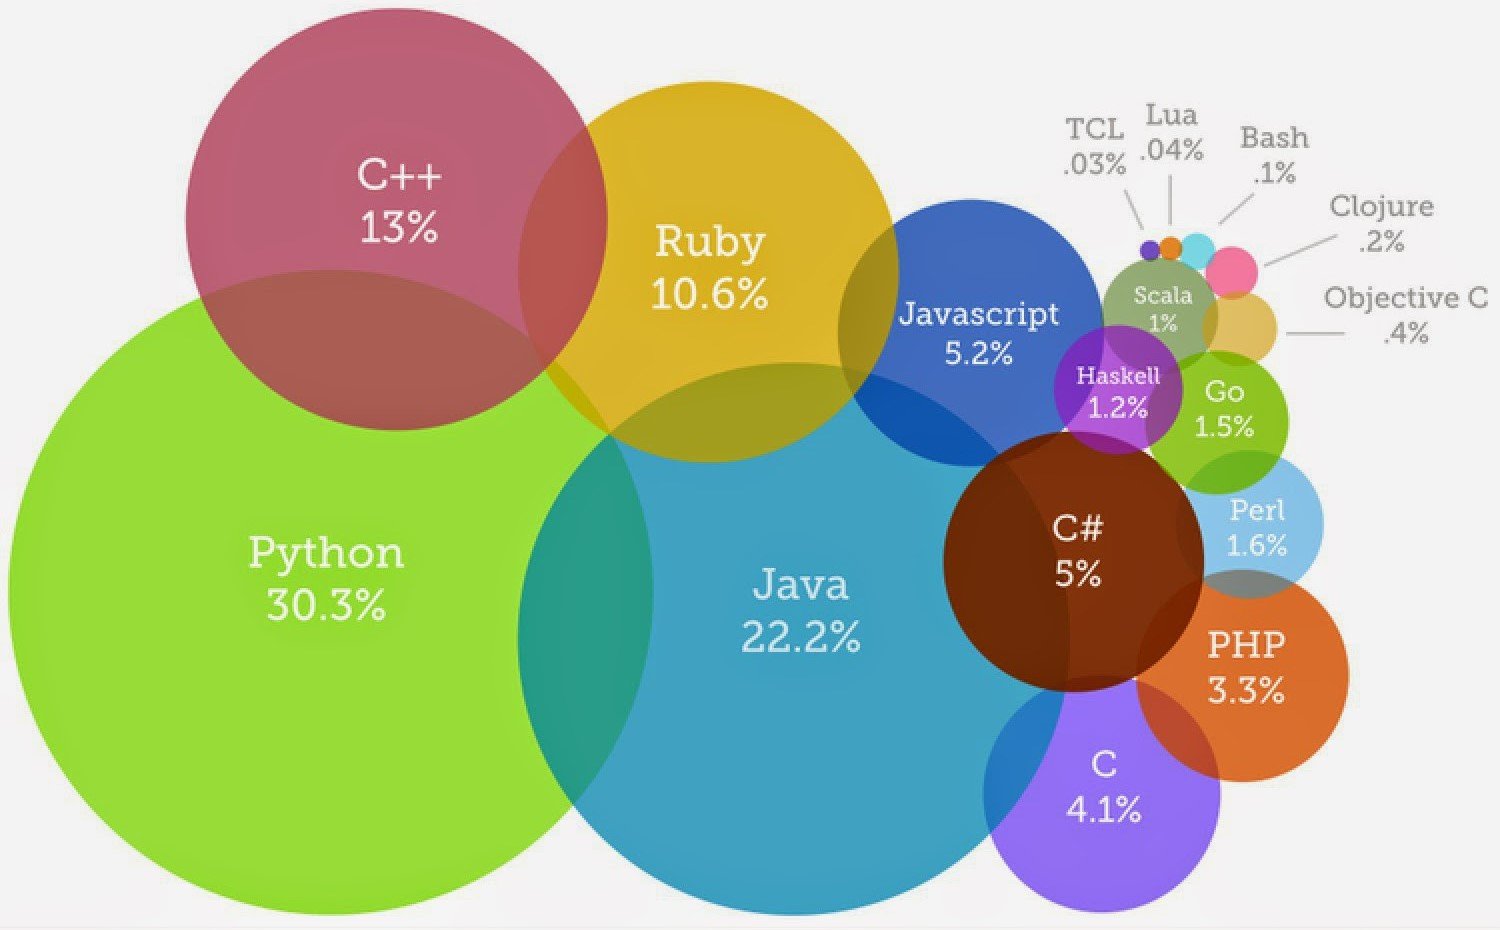 C++
13%
Ruby
10.6%
Javascript
5.2%
TCL
.03%
Lua
.04%
Bash
.1%
Clojure
.2%
Objective C
.4%
Scala
1%
Haskell
1.2%
Go
1.5%
Perl
1.6%
Python
30.3%
Java
22.2%
C#
5%
PHP
3.3%
C
4.1%